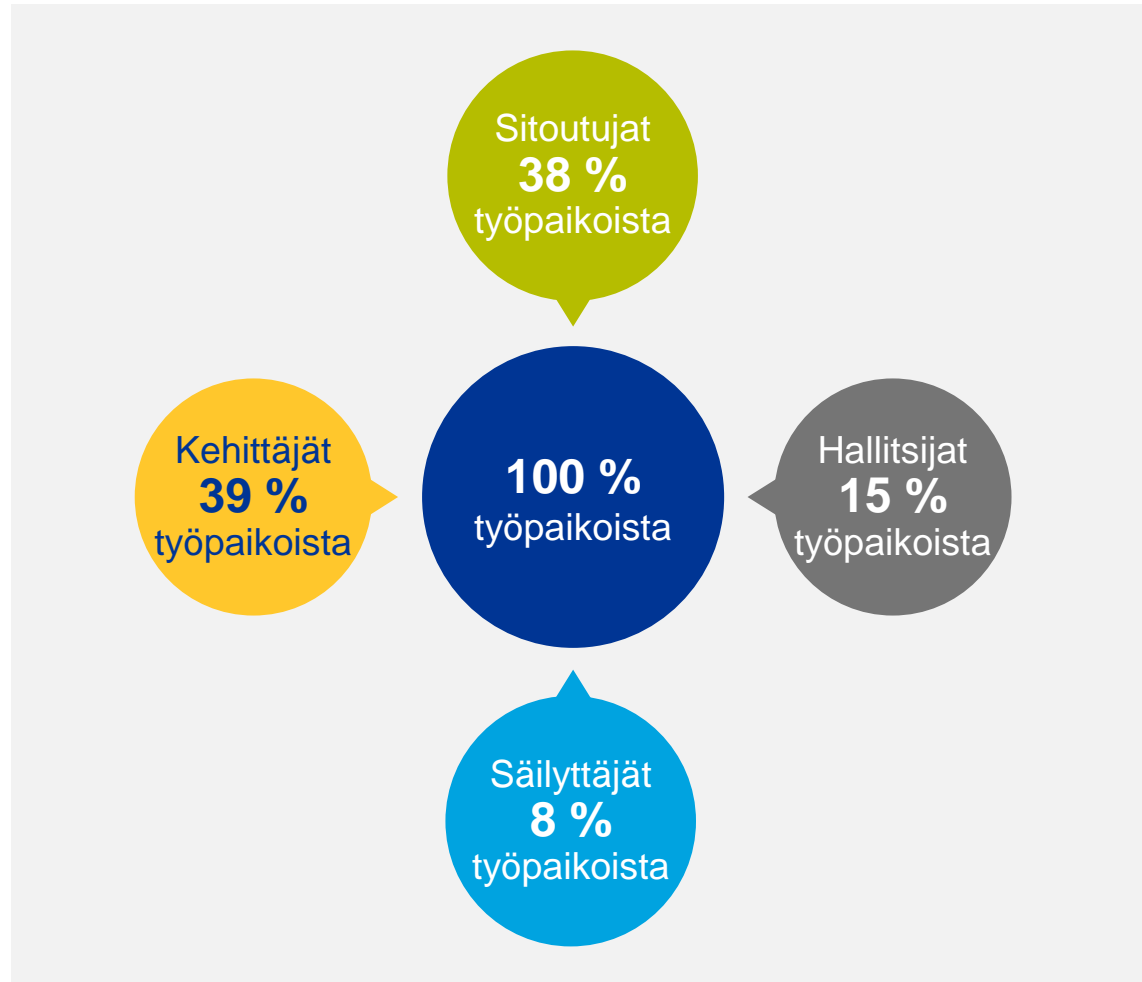 Sitoutujat
38 %
työpaikoista
Kehittäjät
39 %
työpaikoista
100 %
työpaikoista
Hallitsijat
15 %
työpaikoista
Säilyttäjät
8 %
työpaikoista